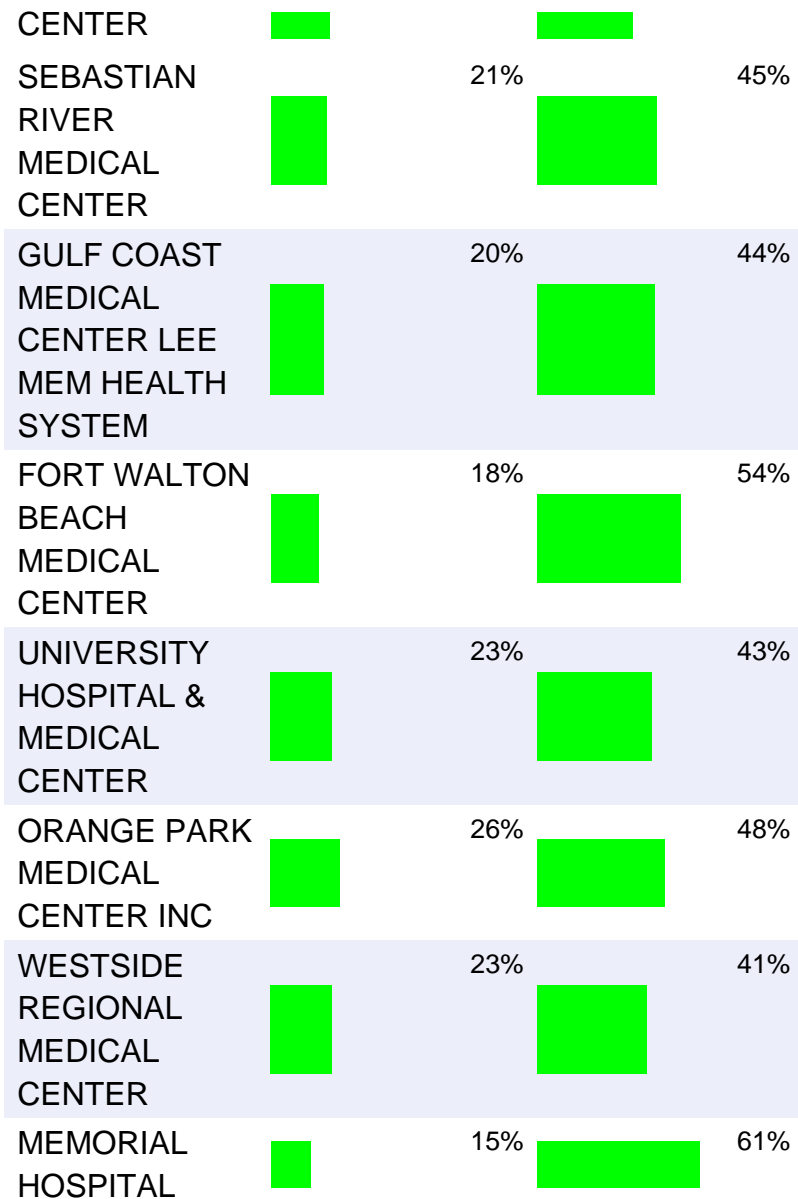 CENTER
SEBASTIAN 21% 45%
RIVER
MEDICAL
CENTER
GULF COAST 20% 44%
MEDICAL
CENTER LEE
MEM HEALTH
SYSTEM
FORT WALTON 18% 54%
BEACH
MEDICAL
CENTER
UNIVERSITY 23% 43%
HOSPITAL &
MEDICAL
CENTER
ORANGE PARK 26% 48%
MEDICAL
CENTER INC
WESTSIDE 23% 41%
REGIONAL
MEDICAL
CENTER
MEMORIAL 15% 61%
HOSPITAL